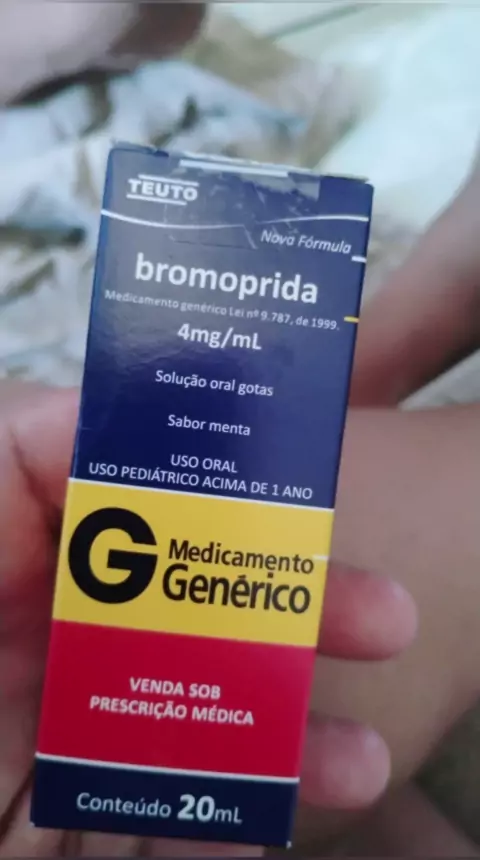 TEUTO
Nova Fórmula
bromoprida
Medicamento genérico Lei nº 9.787, de 1999.
4mg/mL
Solução oral gotas
Sabor menta
USO ORAL
USO PEDIÁTRICO ACIMA DE 1 ANO
G Medicamento
Genérico
VENDA SOB
PRESCRIÇÃO MÉDICA
Conteúdo 20mL